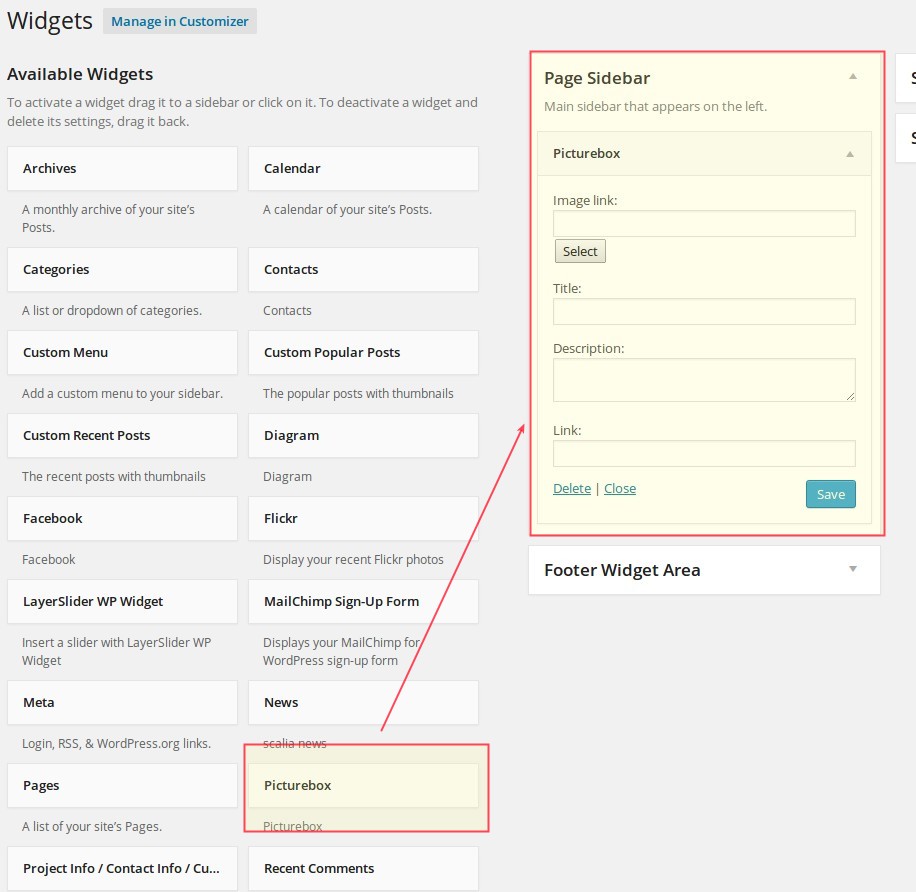 Widgets
Manage in Customizer
Available Widgets
To activate a widget drag it to a sidebar or click on it. To deactivate a widget and
delete its settings, drag it back.
Archives
A monthly archive of your site's
Posts.
Calendar
A calendar of your site's Posts.
Categories
A list or dropdown of categories.
Contacts
Contacts
Custom Menu
Add a custom menu to your sidebar.
Custom Popular Posts
The popular posts with thumbnails
Custom Recent Posts
The recent posts with thumbnails
Diagram
Diagram
Facebook
Facebook
Flickr
Display your recent Flickr photos
LayerSlider WP Widget
Insert a slider with LayerSlider WP
Widget
MailChimp Sign-Up Form
Displays your MailChimp for
WordPress sign-up form
Meta
Login, RSS, & WordPress.org links.
News
scalia news
Pages
A list of your site's Pages.
Picturebox
Picturebox
Project Info / Contact Info / Cu...
Recent Comments
Page Sidebar
Main sidebar that appears on the left.
Picturebox
Image link:
Select
Title:
Description:
Link:
Delete | Close
Save
Footer Widget Area